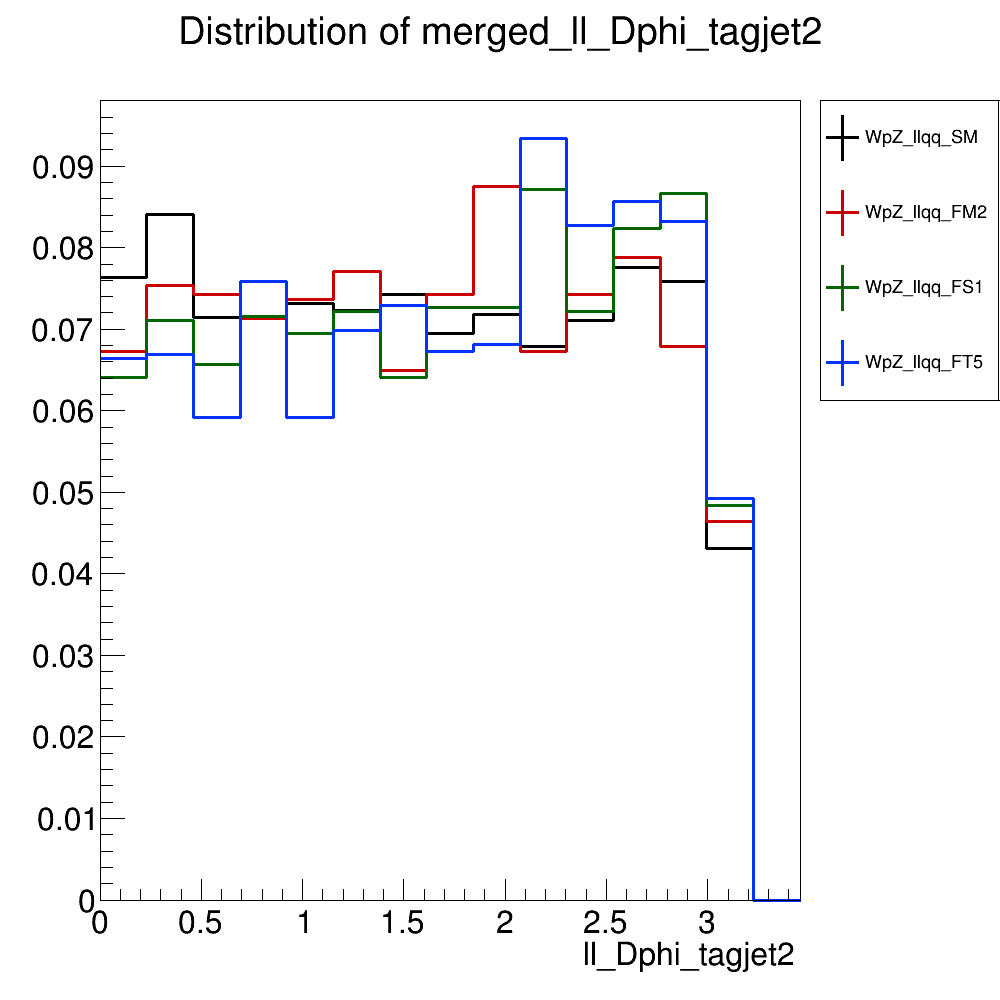 Distribution of merged_ll_Dphi_tagjet2
WpZ_llqq_SM
WpZ_llqq_FM2
WpZ_llqq_FS1
WpZ_llqq_FT5
0.09
0.08
0.07
0.06
0.05
0.04
0.03
0.02
0.01
0
0 0.5 1 1.5 2 2.5 3
ll_Dphi_tagjet2